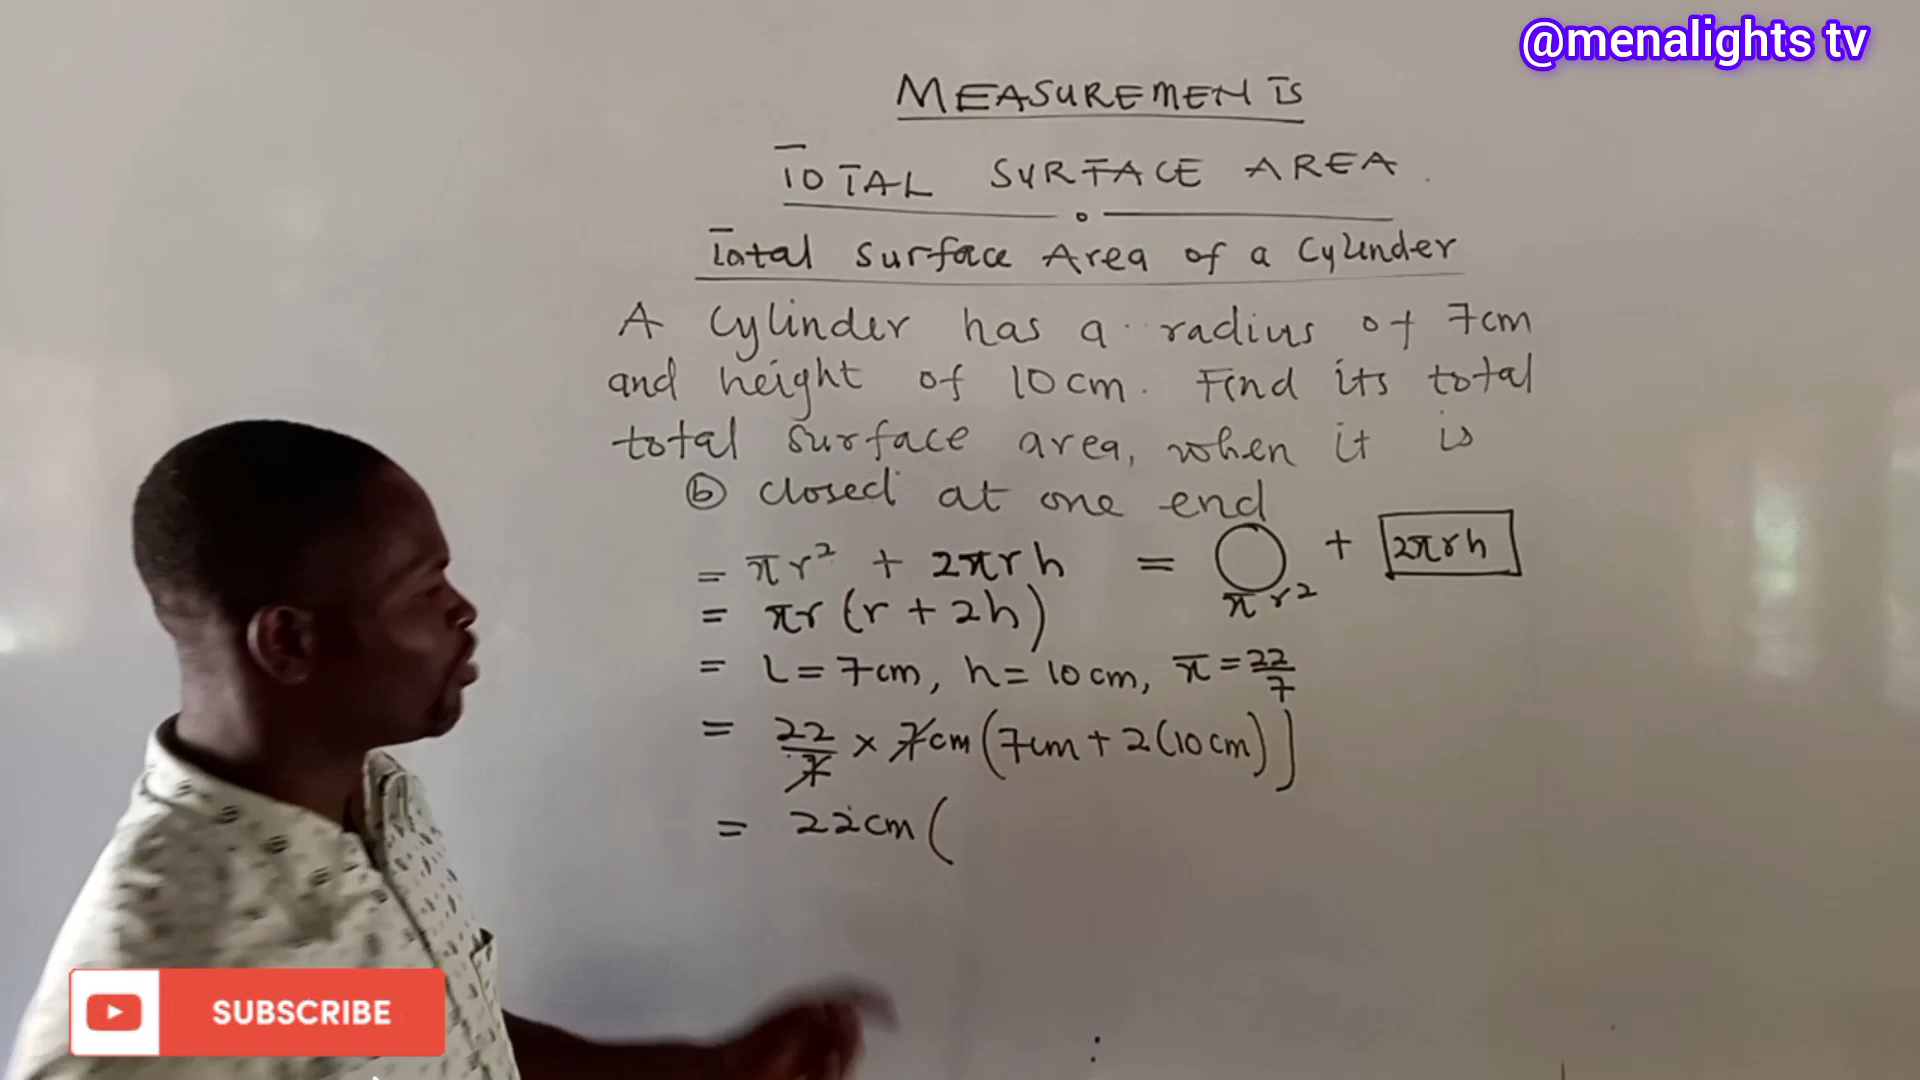 @menalights tv
MEASUREMENTS
TOTAL SURFACE AREA.
Total Surface Area of a Cylinder
A cylinder has a radius of 7cm
and height of 10cm. Find its total
total surface area, when it is
ⓑ closed at one end
= πr² + 2πrh = ◯ + 2πrh
πr²
= πr (r + 2h)
= r = 7cm, h = 10cm, π = 22/7
= 22/7 × 7cm (7cm + 2(10cm))
= 22cm (
SUBSCRIBE